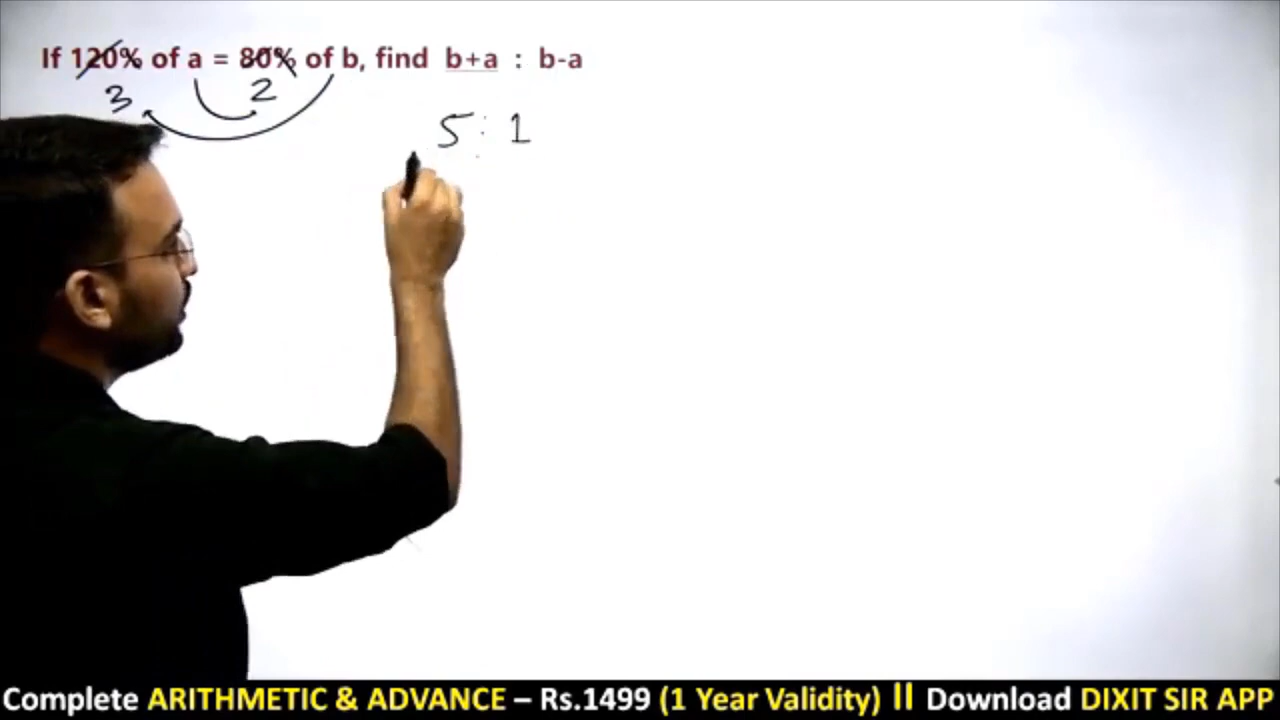 If 120% of a = 80% of b, find b+a : b-a
3 2
5 : 1
Complete ARITHMETIC & ADVANCE – Rs.1499 (1 Year Validity) II Download DIXIT SIR APP